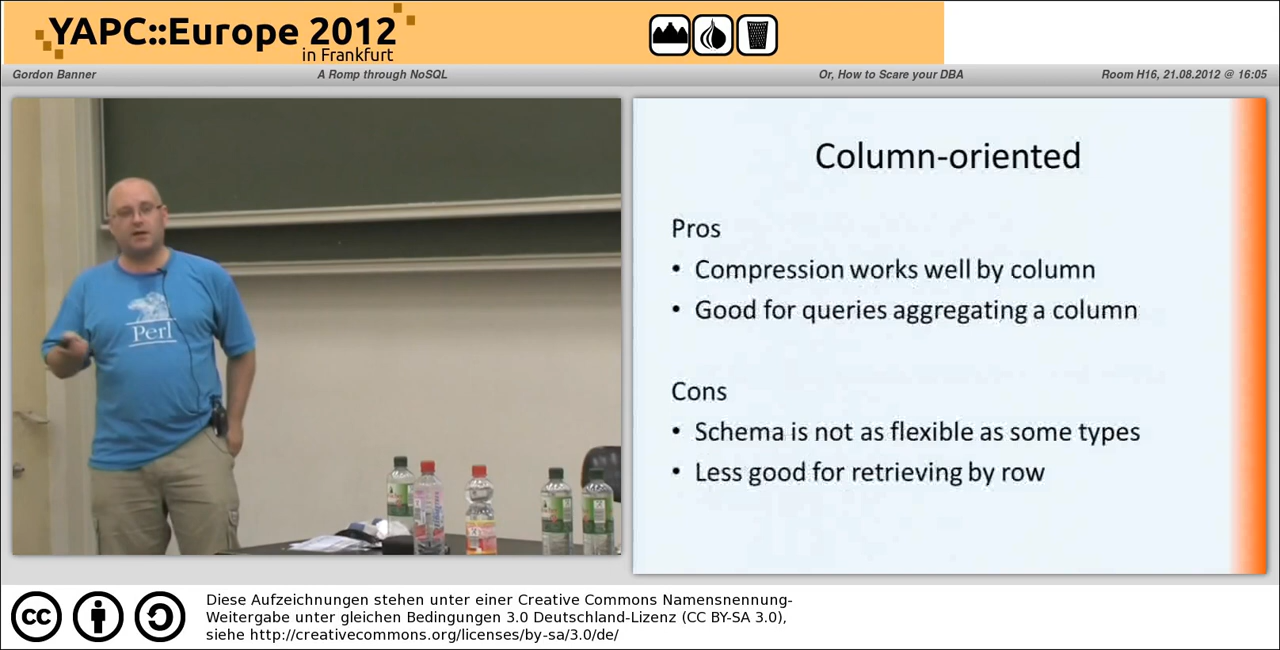 YAPC::Europe 2012
in Frankfurt
Gordon Banner
A Romp through NoSQL
Or, How to Scare your DBA
Room H16, 21.08.2012 @ 16:05
Perl
Column-oriented
Pros
• Compression works well by column
• Good for queries aggregating a column
Cons
• Schema is not as flexible as some types
• Less good for retrieving by row
cc
Diese Aufzeichnungen stehen unter einer Creative Commons Namensnennung-
Weitergabe unter gleichen Bedingungen 3.0 Deutschland-Lizenz (CC BY-SA 3.0),
siehe http://creativecommons.org/licenses/by-sa/3.0/de/